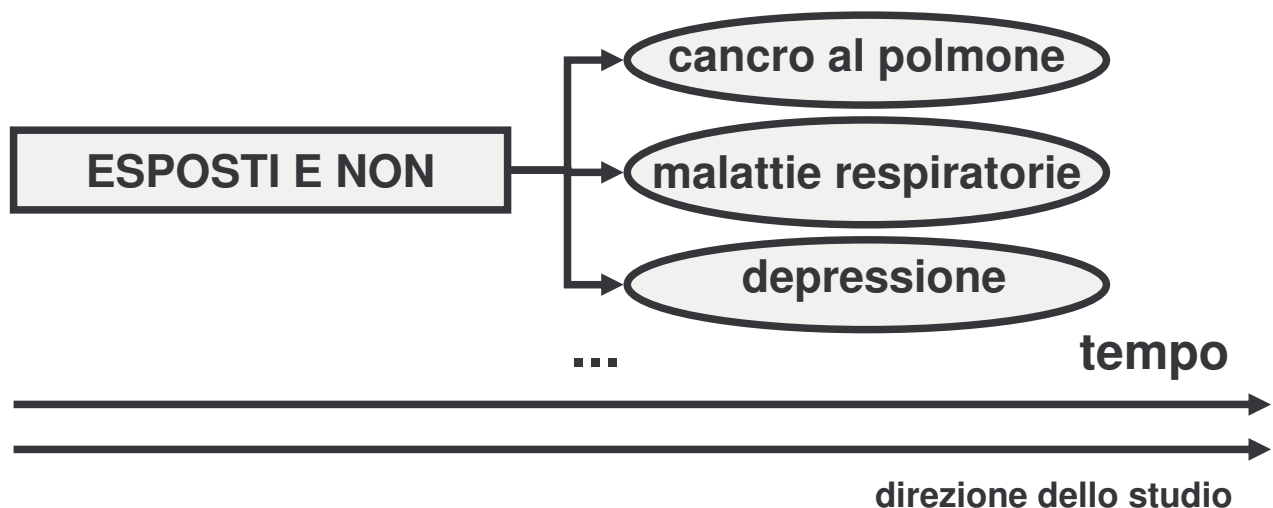 cancro al polmone
ESPOSTI E NON
malattie respiratorie
depressione
...
tempo
direzione dello studio